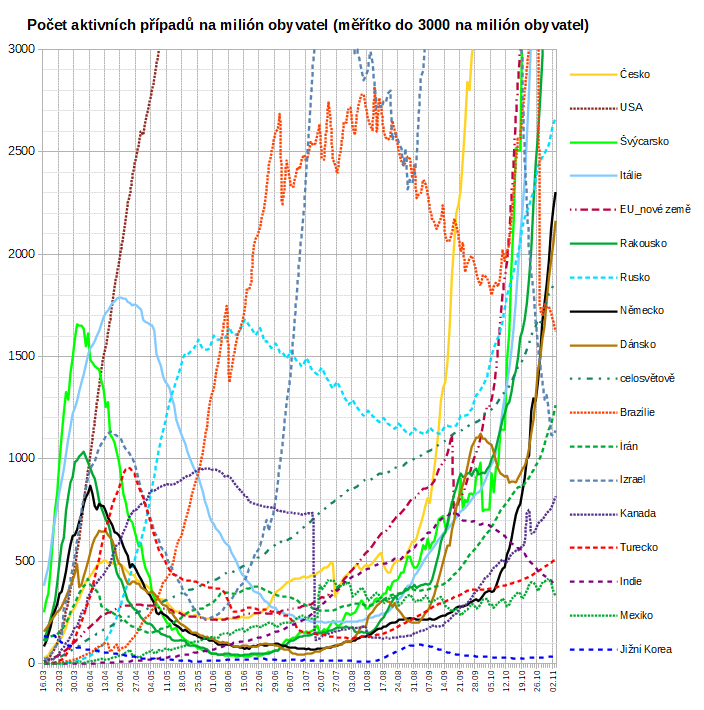 Počet aktivních případů na milión obyvatel (měřítko do 3000 na milión obyvatel)
3000
2500
2000
1500
1000
500
0
Česko
USA
Švýcarsko
Itálie
EU_nové země
Rakousko
Rusko
Německo
Dánsko
celosvětově
Brazílie
Írán
Izrael
Kanada
Turecko
Indie
Mexiko
Jižní Korea
16.03
23.03
30.03
06.04
13.04
20.04
27.04
04.05
11.05
18.05
25.05
01.06
08.06
15.06
22.06
29.06
06.07
13.07
20.07
27.07
03.08
10.08
17.08
24.08
31.08
07.09
14.09
21.09
28.09
05.10
12.10
19.10
26.10
02.11